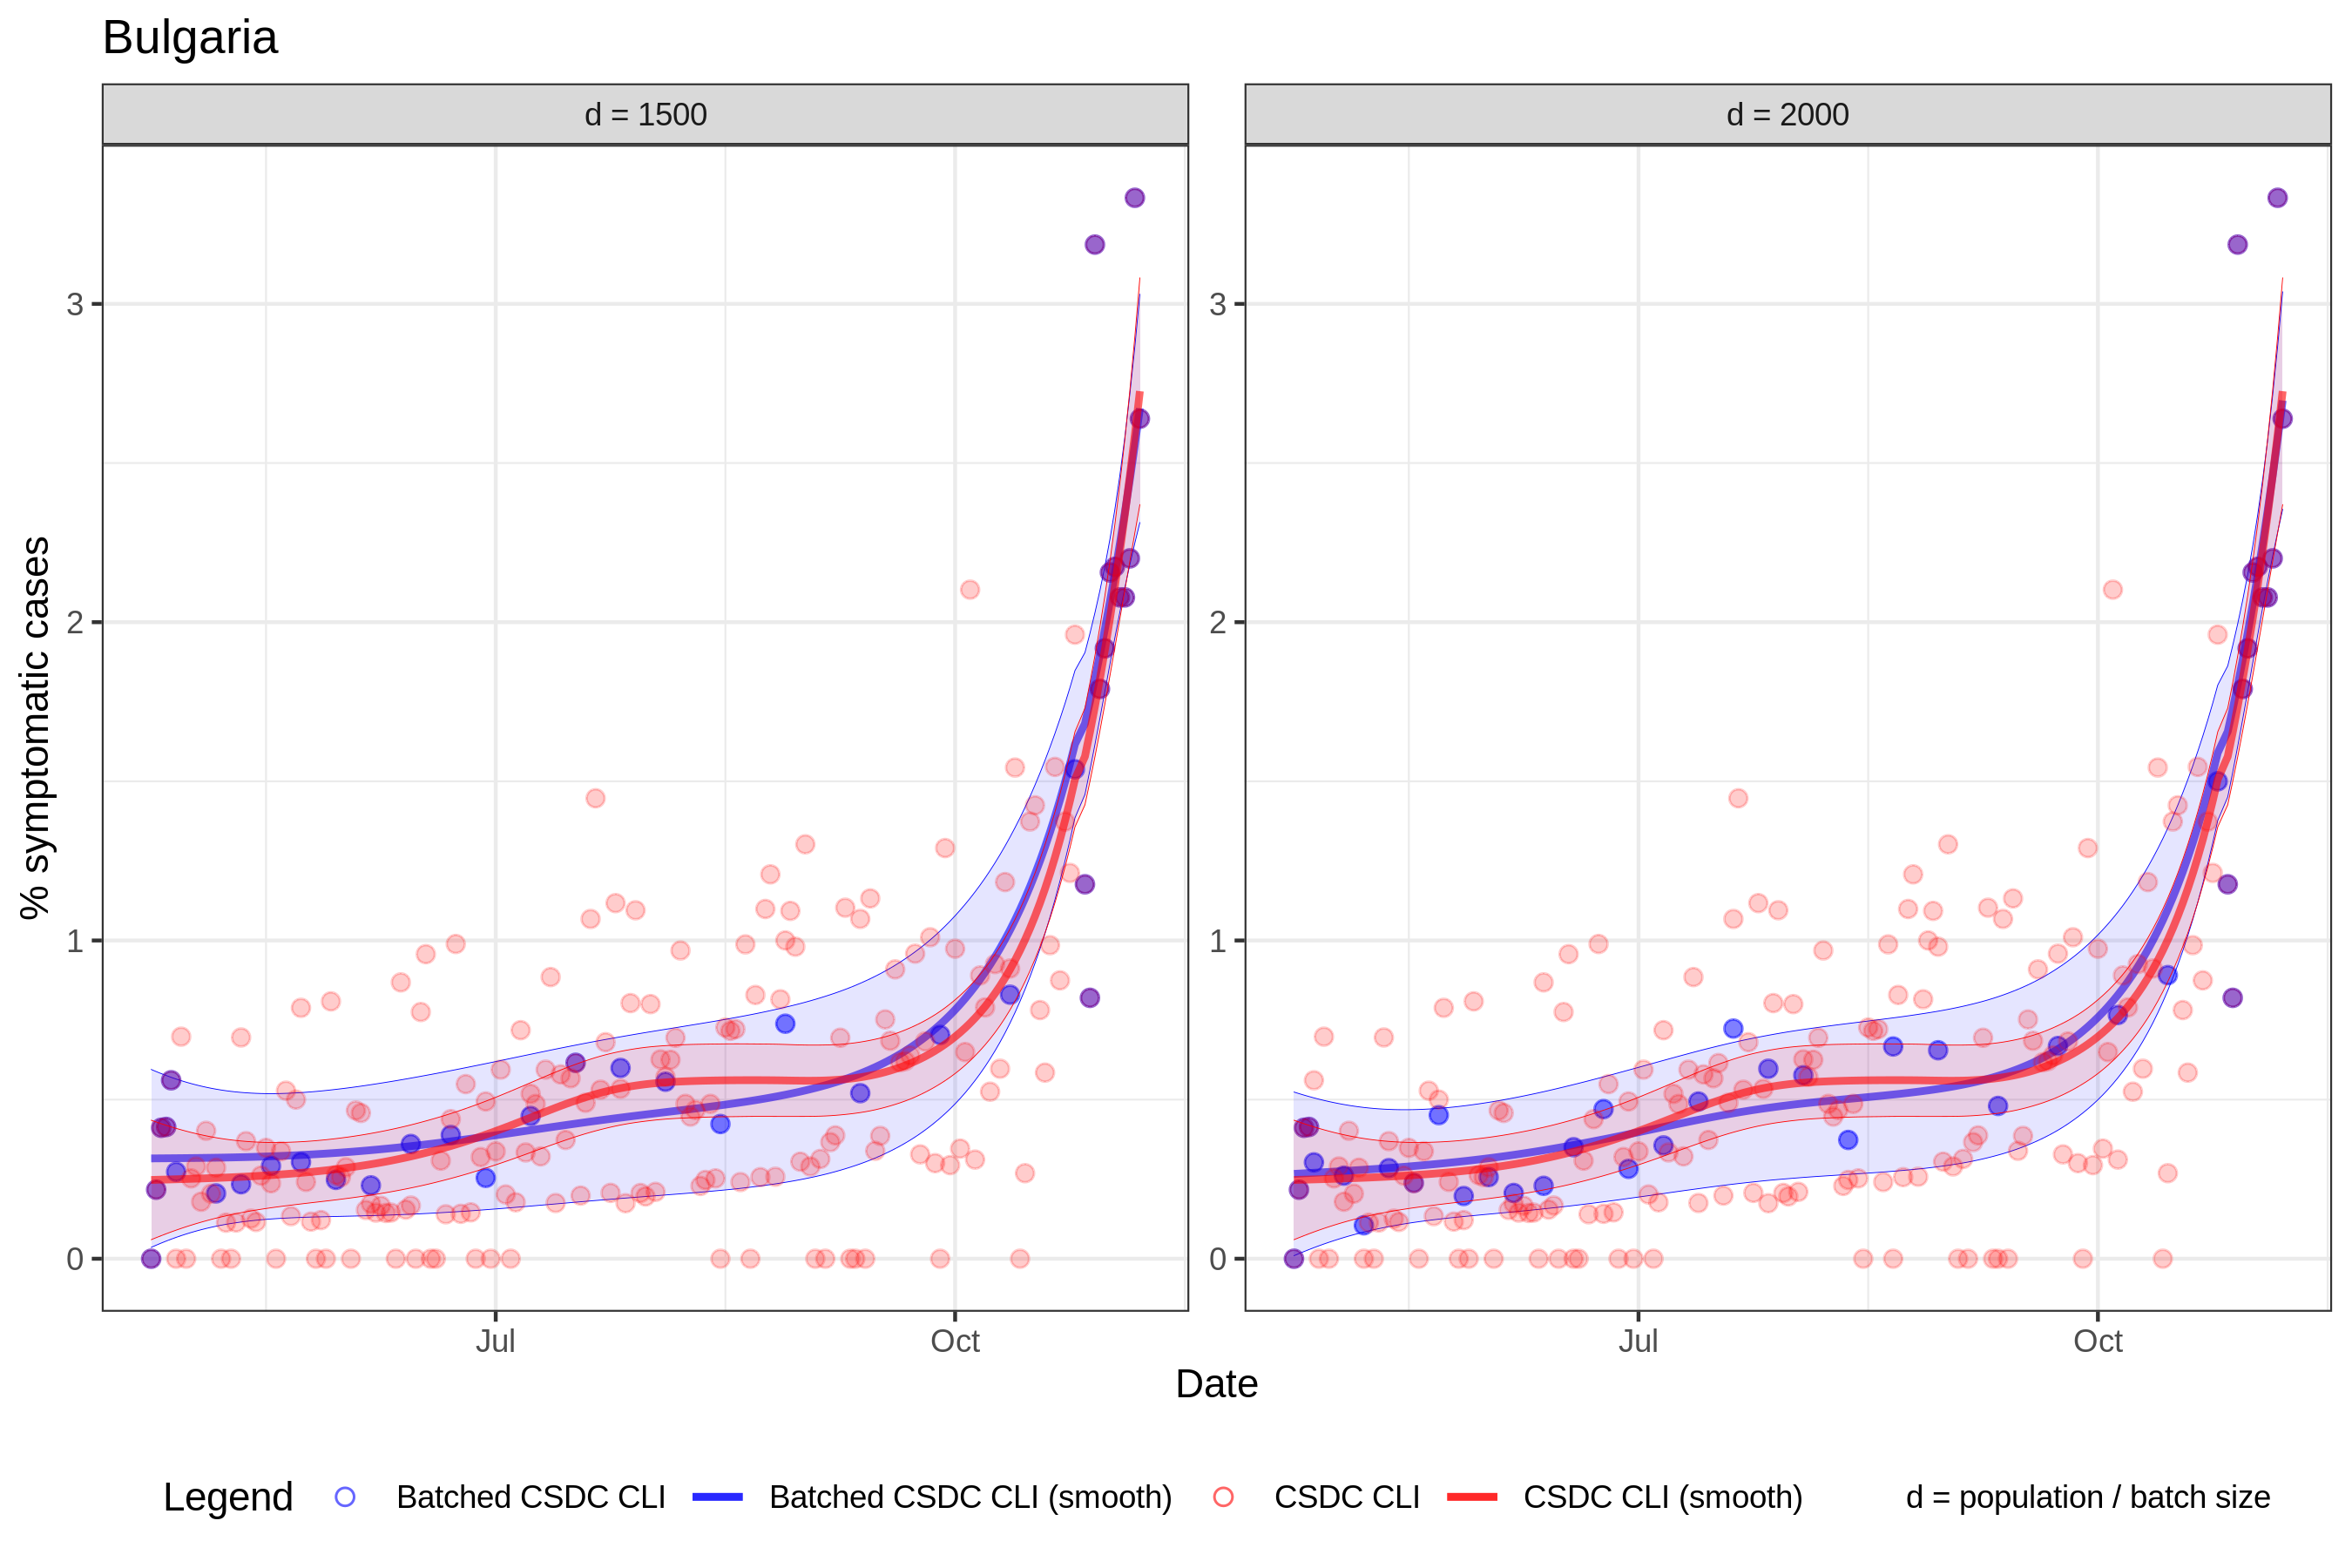 Bulgaria
d = 1500
d = 2000
% symptomatic cases
3
2
1
0
3
2
1
0
Jul
Oct
Jul
Oct
Date
Legend
Batched CSDC CLI
Batched CSDC CLI (smooth)
CSDC CLI
CSDC CLI (smooth)
d = population / batch size